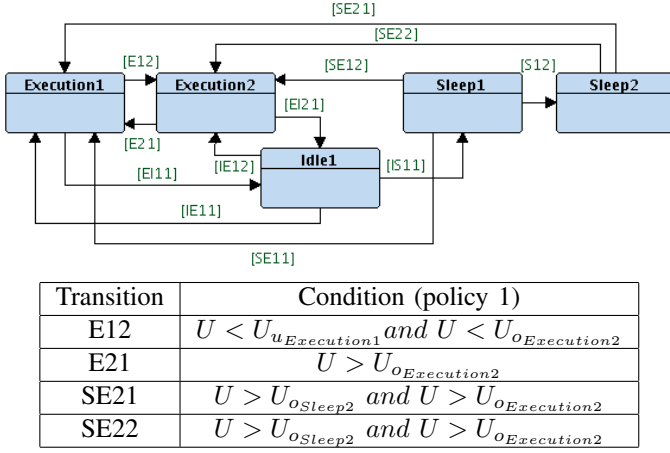 [SE21]
[SE22]
[E12] [SE12] [S12]
Execution1 Execution2 Sleep1 Sleep2
[EI21]
[E21]
Idle1
[EI11] [IE12] [IS11]
[IE11]
[SE11]
Transition Condition (policy 1)
E12 U < U_{u_{Execution1}} and U < U_{o_{Execution2}}
E21 U > U_{o_{Execution2}}
SE21 U > U_{o_{Sleep2}} and U > U_{o_{Execution2}}
SE22 U > U_{o_{Sleep2}} and U > U_{o_{Execution2}}